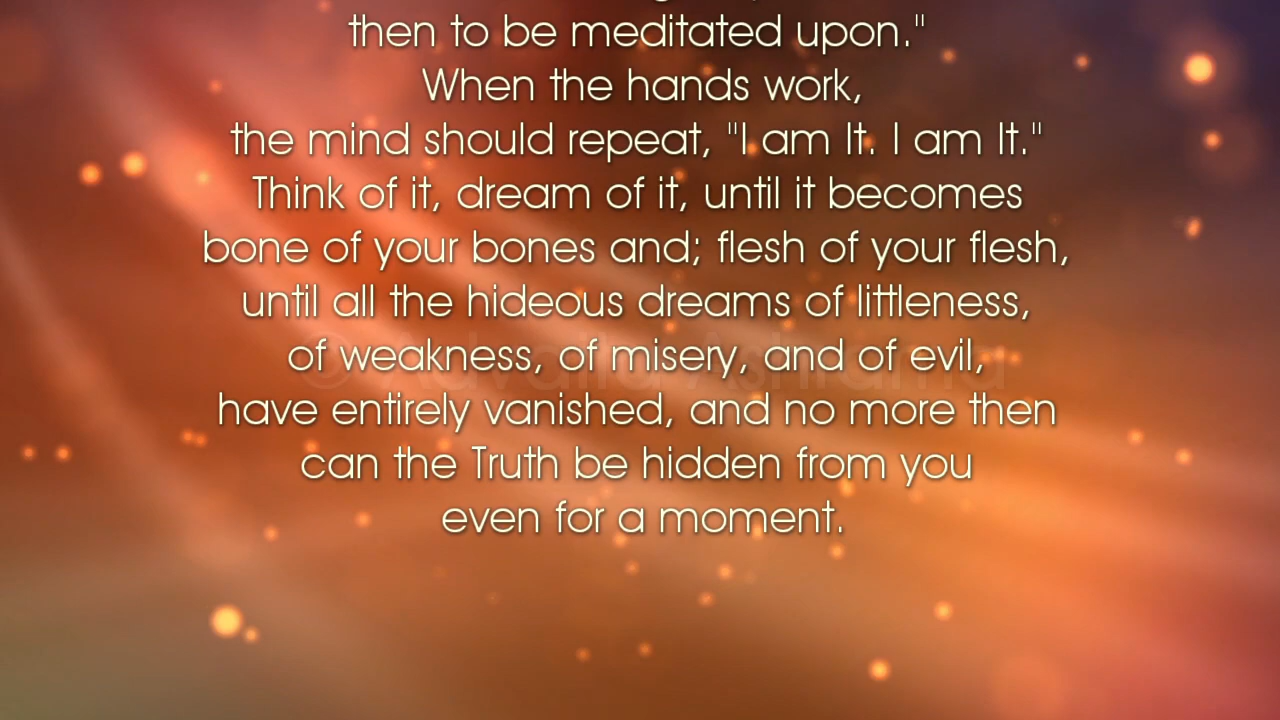 then to be meditated upon."
When the hands work,
the mind should repeat, "I am It. I am It."
Think of it, dream of it, until it becomes
bone of your bones and; flesh of your flesh,
until all the hideous dreams of littleness,
of weakness, of misery, and of evil,
© Advaita Ashrama
have entirely vanished, and no more then
can the Truth be hidden from you
even for a moment.